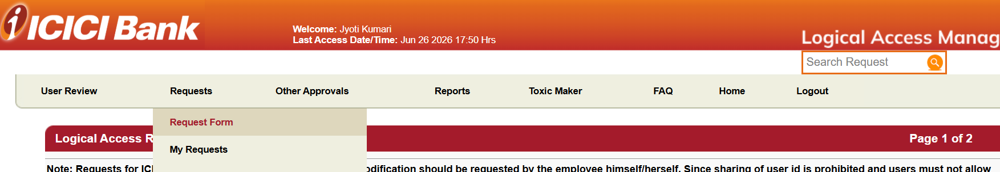 ICICI Bank
Welcome: Jyoti Kumari
Last Access Date/Time: Jun 26 2026 17:50 Hrs
Logical Access Manag
Search Request
User Review Requests Other Approvals Reports Toxic Maker FAQ Home Logout
Request Form
My Requests
Logical Access R Page 1 of 2
Note: Requests for ICI odification should be requested by the employee himself/herself. Since sharing of user id is prohibited and users must not allow